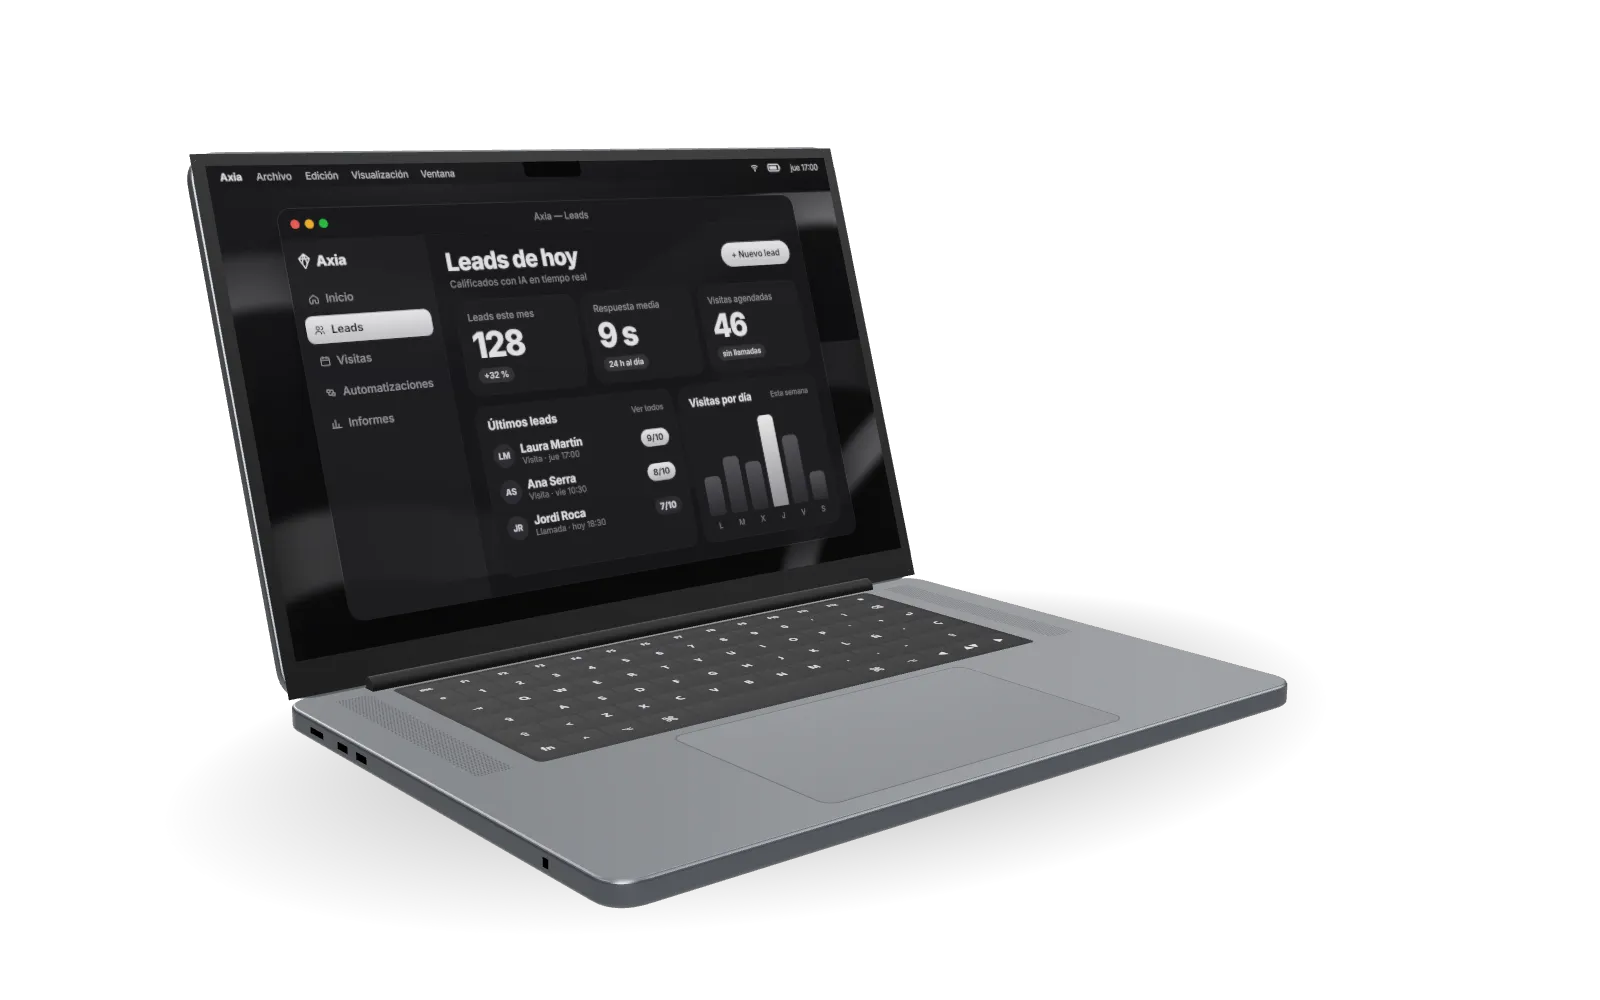 Axia Archivo Edición Visualización Ventana
jue 17:00
Axia — Leads
Axia
Inicio
Leads
Visitas
Automatizaciones
Informes
Leads de hoy
Calificados con IA en tiempo real
+ Nuevo lead
Leads este mes
128
+32 %
Respuesta media
9 s
24 h al día
Visitas agendadas
46
sin llamadas
Últimos leads
Ver todos
LM
Laura Martín
Visita · jue 17:00
9/10
AS
Ana Serra
Visita · vie 10:30
8/10
JR
Jordi Roca
Llamada · hoy 18:30
7/10
Visitas por día
Esta semana
L M X J V S